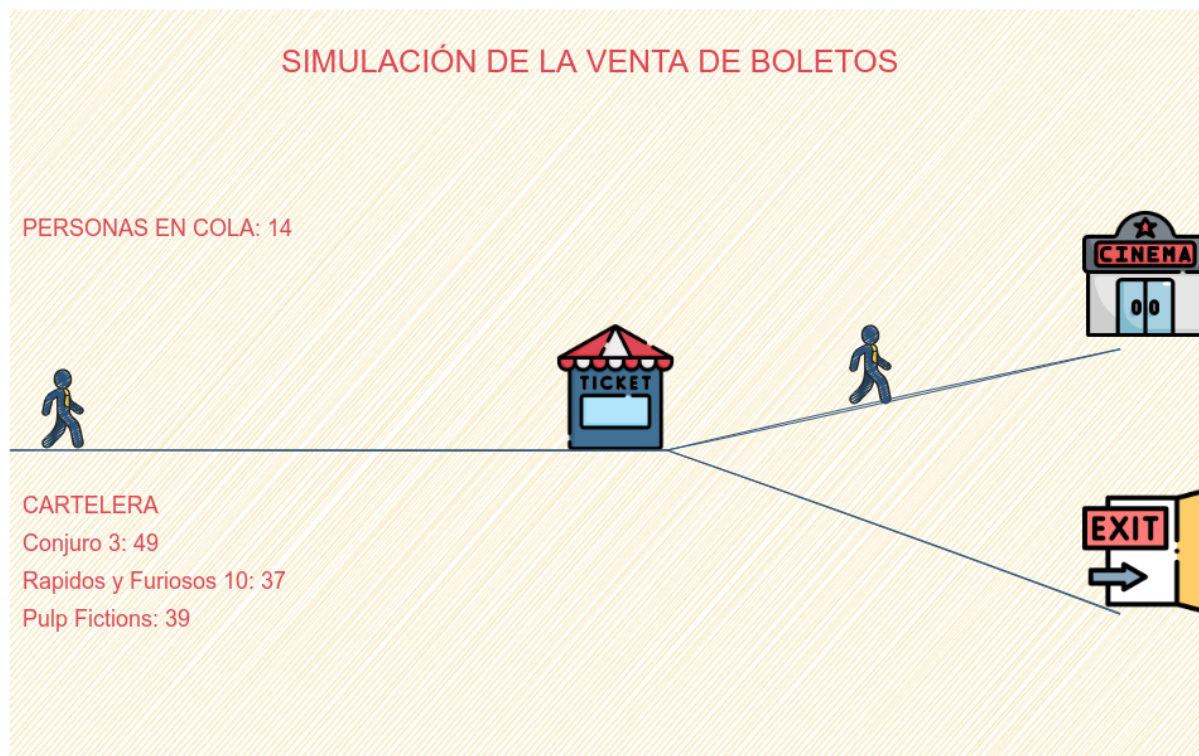 SIMULACIÓN DE LA VENTA DE BOLETOS
PERSONAS EN COLA: 14
CINEMA
TICKET
CARTELERA
Conjuro 3: 49
EXIT
Rapidos y Furiosos 10: 37
Pulp Fictions: 39